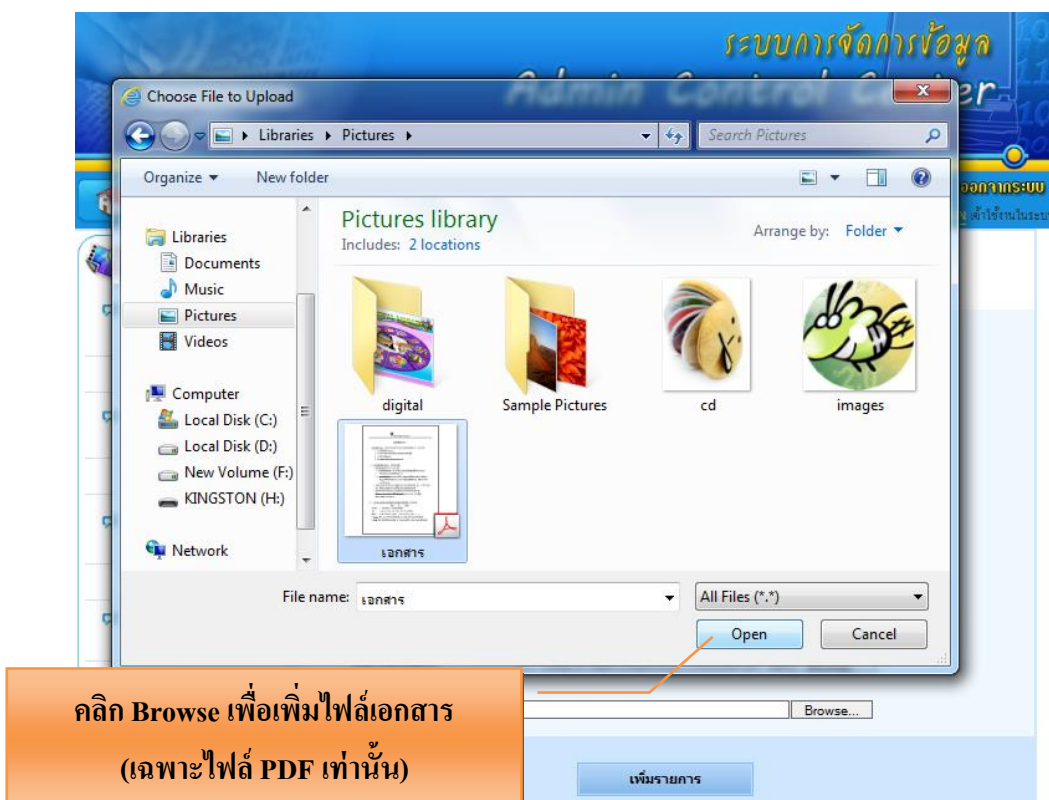 ระบบการจัดการข้อมูล
Admin Control Center
Choose File to Upload
Libraries Pictures
Search Pictures
Organize New folder
ออกจากระบบ
Pictures library
Includes: 2 locations
Arrange by: Folder
Libraries
Documents
Music
Pictures
Videos
Computer
Local Disk (C:)
Local Disk (D:)
New Volume (F:)
KINGSTON (H:)
Network
digital
Sample Pictures
cd
images
เอกสาร
File name: เอกสาร
All Files (*.*)
Open
Cancel
Browse...
คลิก Browse เพื่อเพิ่มไฟล์เอกสาร
(เฉพาะไฟล์ PDF เท่านั้น)
เพิ่มรายการ